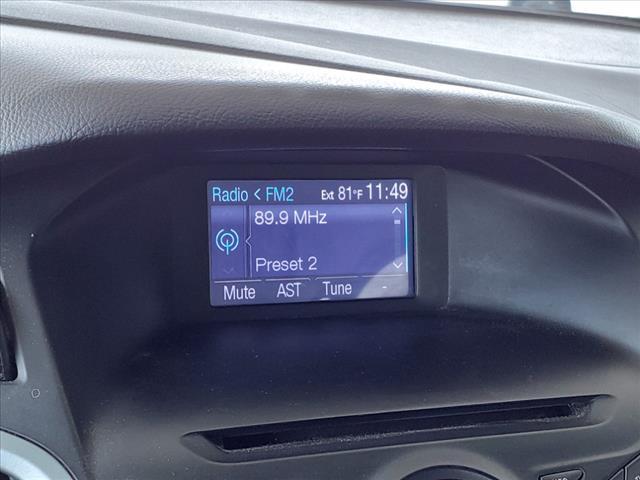 Radio < FM2 Ext 81°F 11:49
89.9 MHz
Preset 2
Mute AST Tune -